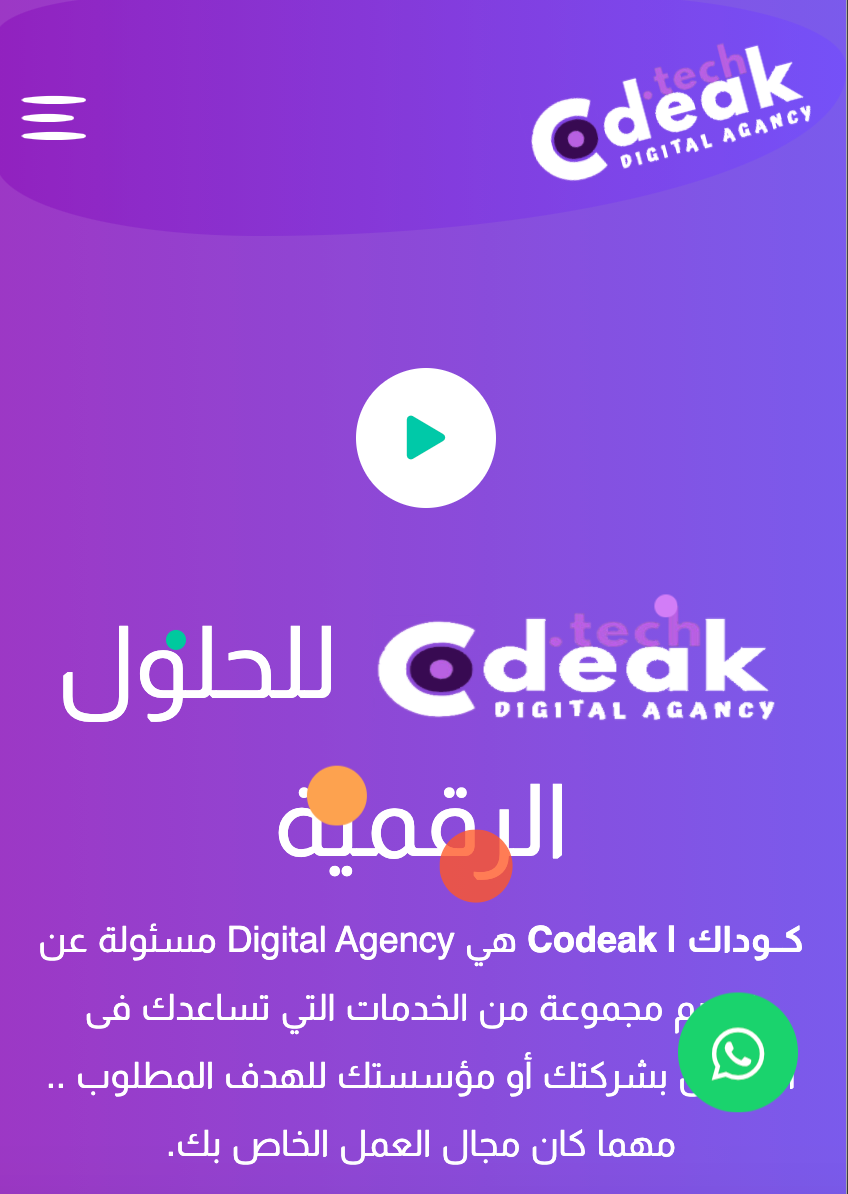 .tech
Codeak
DIGITAL AGANCY
.tech
Codeak للحلول
DIGITAL AGANCY
الرقمية
كـوداك | Codeak هي Digital Agency مسئولة عن
مجموعة من الخدمات التي تساعدك فى
بشركتك أو مؤسستك للهدف المطلوب ..
مهما كان مجال العمل الخاص بك.